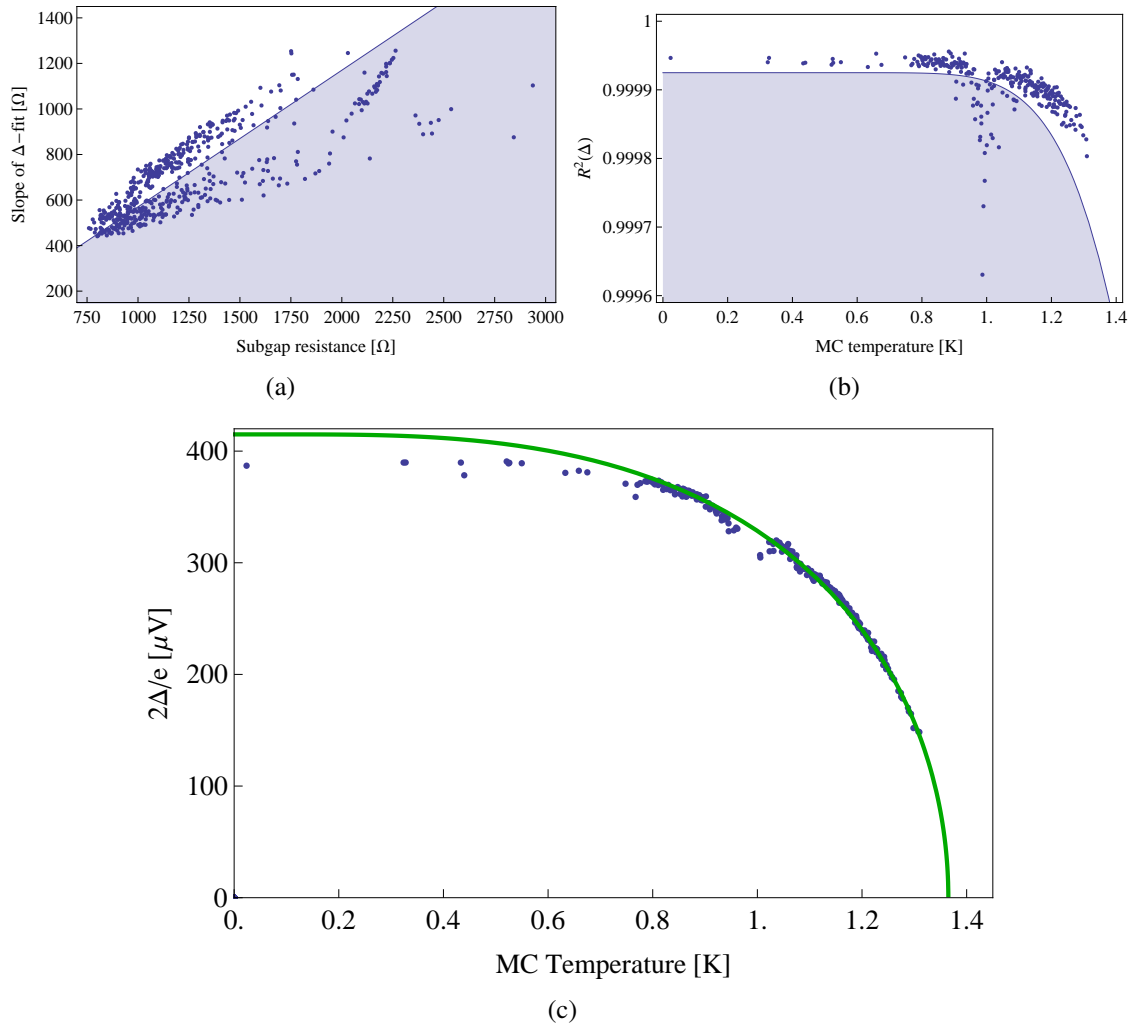 1400
1200
1000
800
600
400
200
Slope of Δ−fit [Ω]
750 1000 1250 1500 1750 2000 2250 2500 2750 3000
Subgap resistance [Ω]
(a)
0.9999
0.9998
0.9997
0.9996
R²(Δ)
0 0.2 0.4 0.6 0.8 1. 1.2 1.4
MC temperature [K]
(b)
400
300
200
100
0
2Δ/e [μV]
0. 0.2 0.4 0.6 0.8 1. 1.2 1.4
MC Temperature [K]
(c)